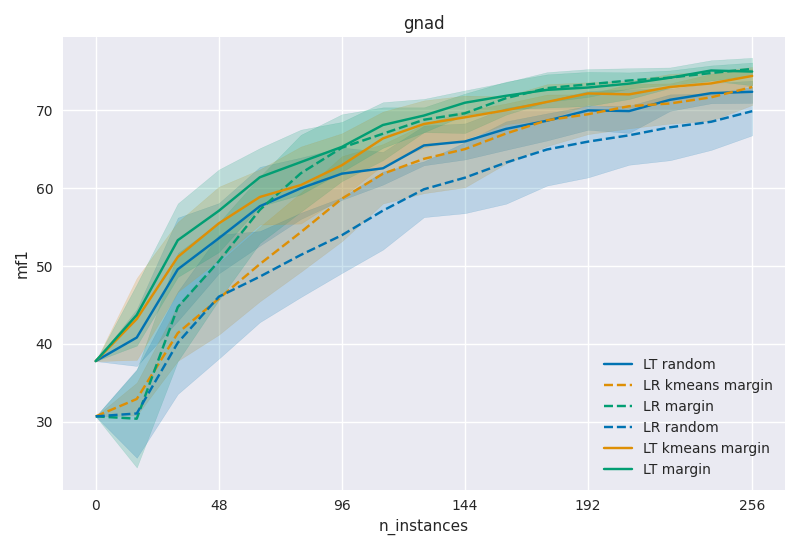 gnad
mf1
70
60
50
40
30
0 48 96 144 192 256
n_instances
LT random
LR kmeans margin
LR margin
LR random
LT kmeans margin
LT margin